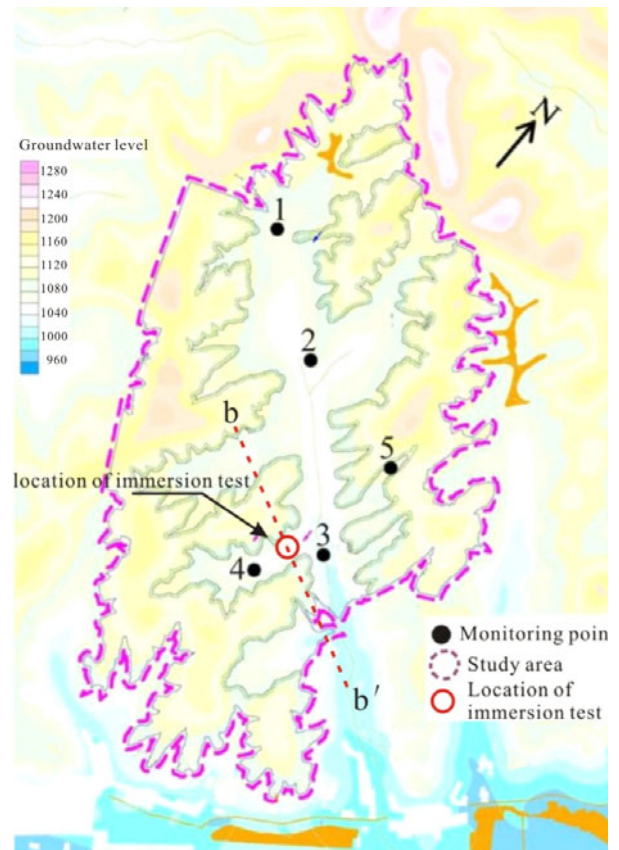 N
Groundwater level
1280
1240
1200
1160
1120
1080
1040
1000
960
1
2
b
5
location of immersion test
3
4
b′
Monitoring poin
Study area
Location of
immersion test